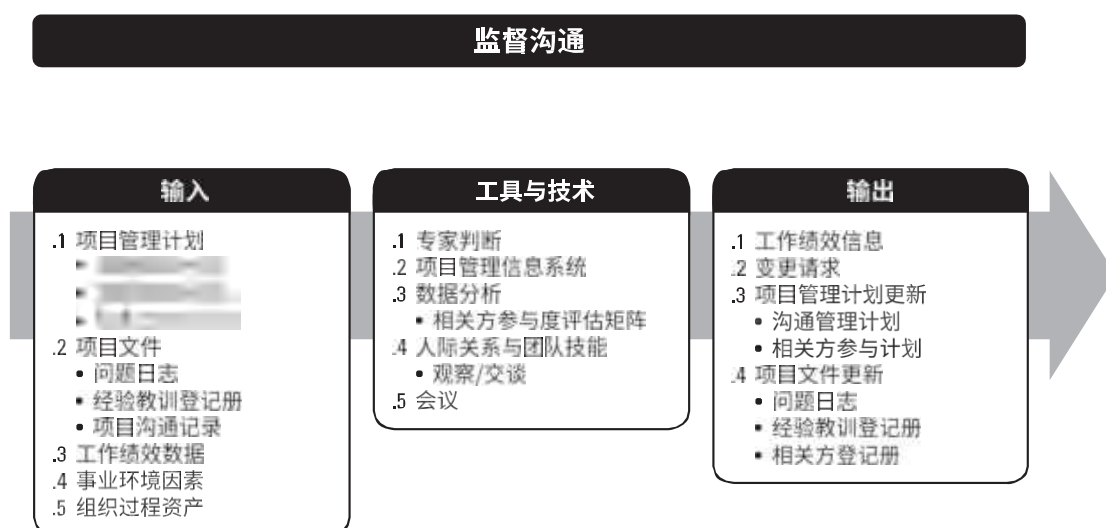 监督沟通
输入
.1 项目管理计划
.2 项目文件
• 问题日志
• 经验教训登记册
• 项目沟通记录
.3 工作绩效数据
.4 事业环境因素
.5 组织过程资产
工具与技术
.1 专家判断
.2 项目管理信息系统
.3 数据分析
• 相关方参与度评估矩阵
.4 人际关系与团队技能
• 观察/交谈
.5 会议
输出
.1 工作绩效信息
.2 变更请求
.3 项目管理计划更新
• 沟通管理计划
• 相关方参与计划
.4 项目文件更新
• 问题日志
• 经验教训登记册
• 相关方登记册